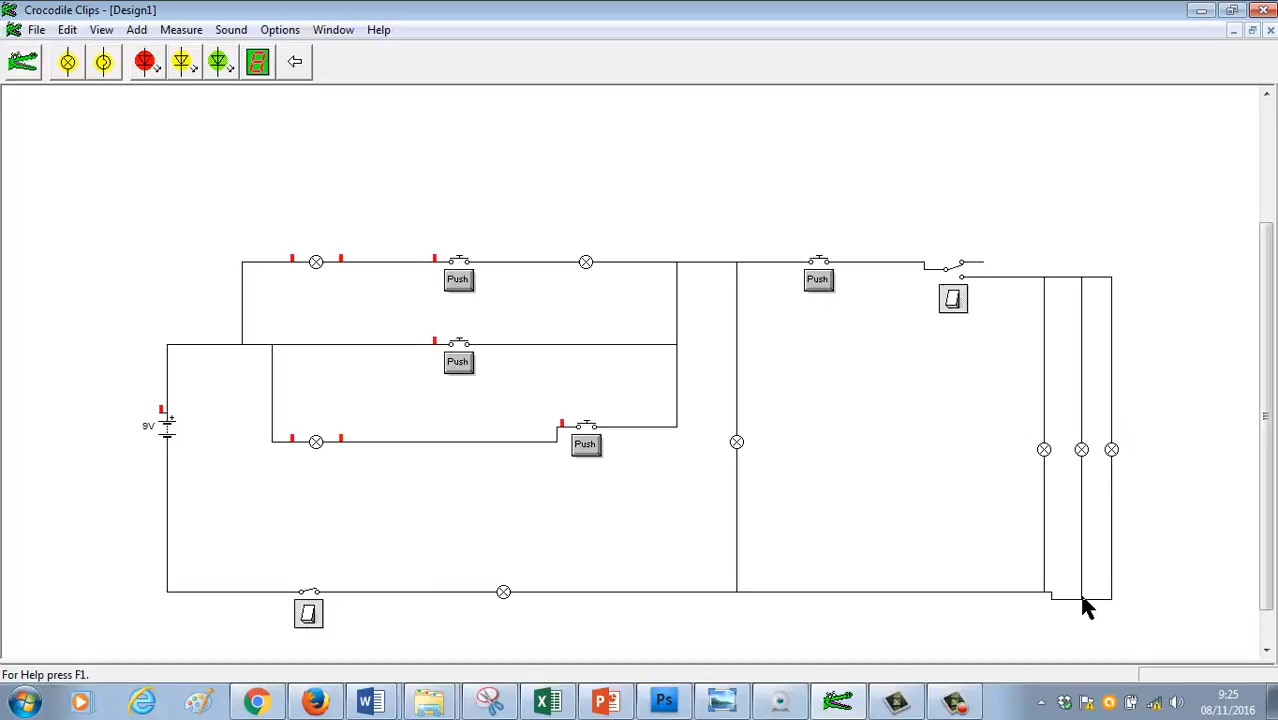 Crocodile Clips - [Design1]
File Edit View Add Measure Sound Options Window Help
Push
Push
Push
Push
+
9V
For Help press F1.
W
X
P
Ps
9:25
08/11/2016